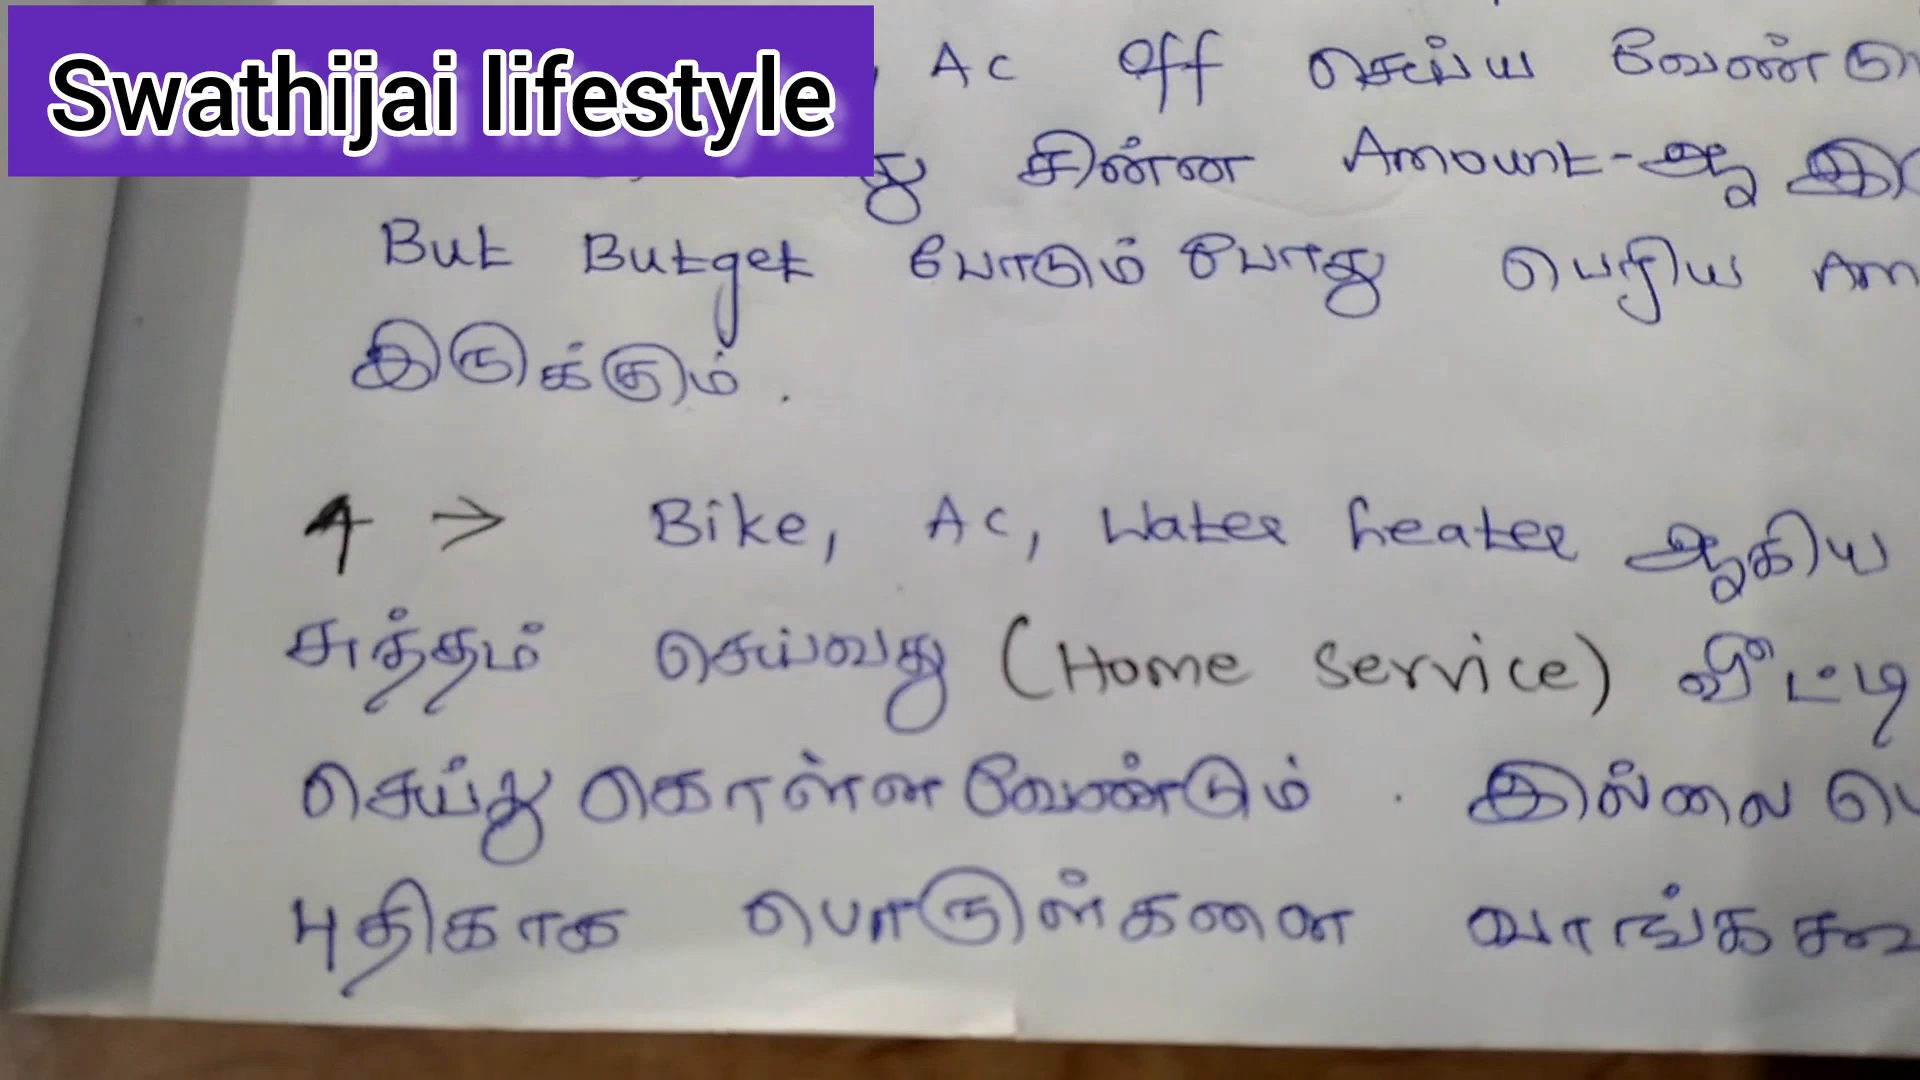 Swathijai lifestyle
AC Off செய்ய
சின்ன Amount-ஆ
But Butget போடும் போது பெரிய
இருக்கும்.
4 → Bike, AC, Water heater ஆகிய
சுத்தம் செய்வது (Home Service)
செய்து கொள்ள வேண்டும். இல்லை
புதிகாக பொருள்களை